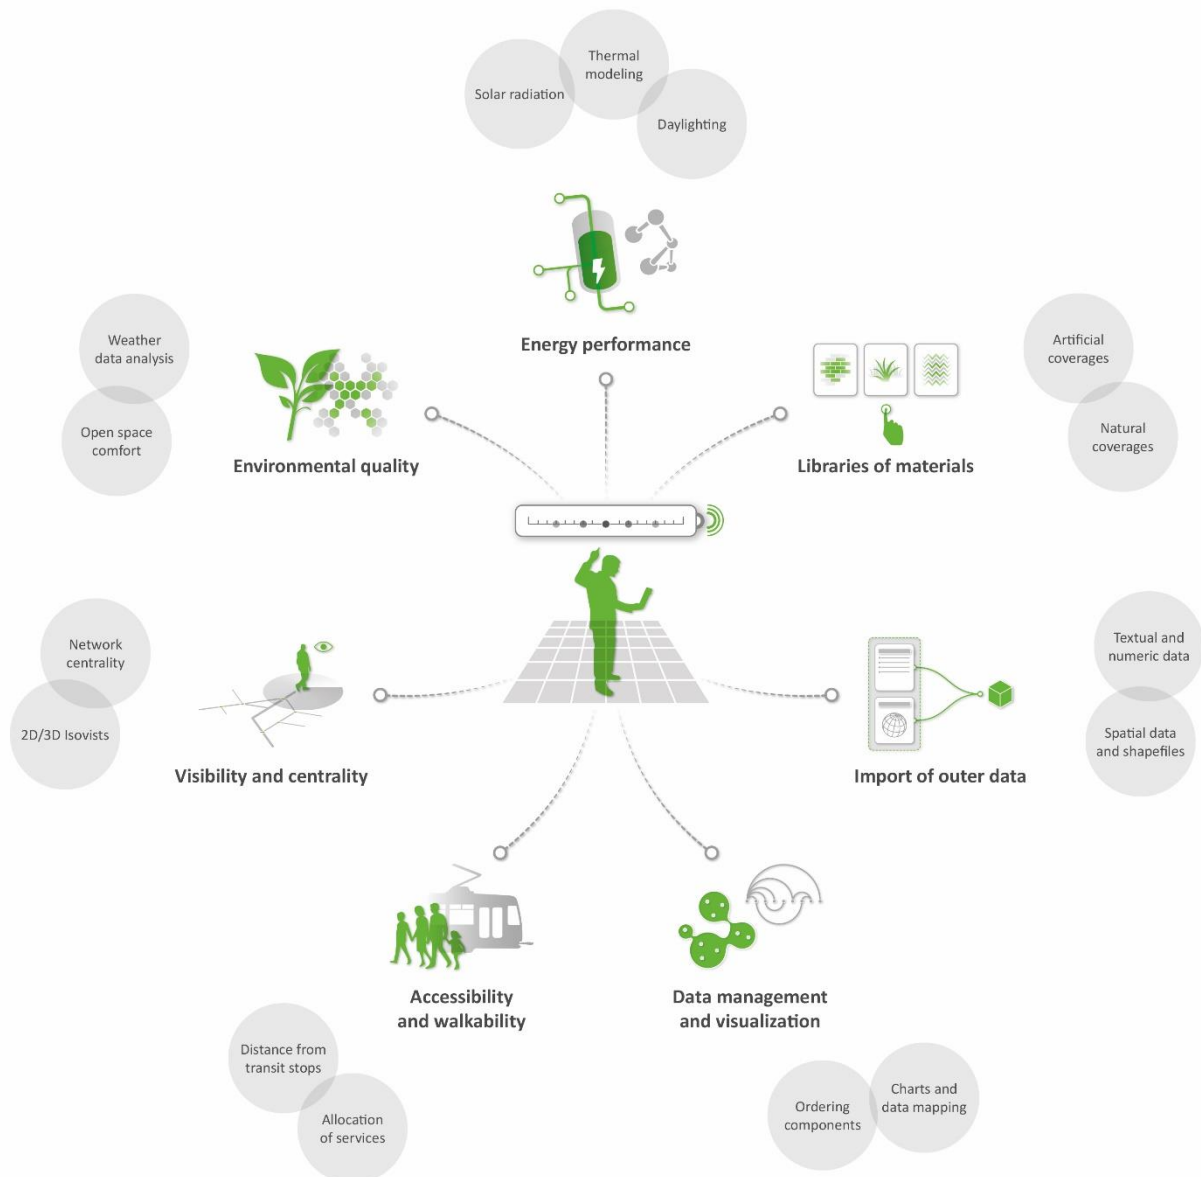 Thermal
modeling
Solar radiation
Daylighting
Energy performance
Weather
data analysis
Open space
comfort
Environmental quality
Artificial
coverages
Natural
coverages
Libraries of materials
Network
centrality
2D/3D Isovists
Visibility and centrality
Textual and
numeric data
Spatial data
and shapefiles
Import of outer data
Accessibility
and walkability
Distance from
transit stops
Allocation
of services
Data management
and visualization
Ordering
components
Charts and
data mapping